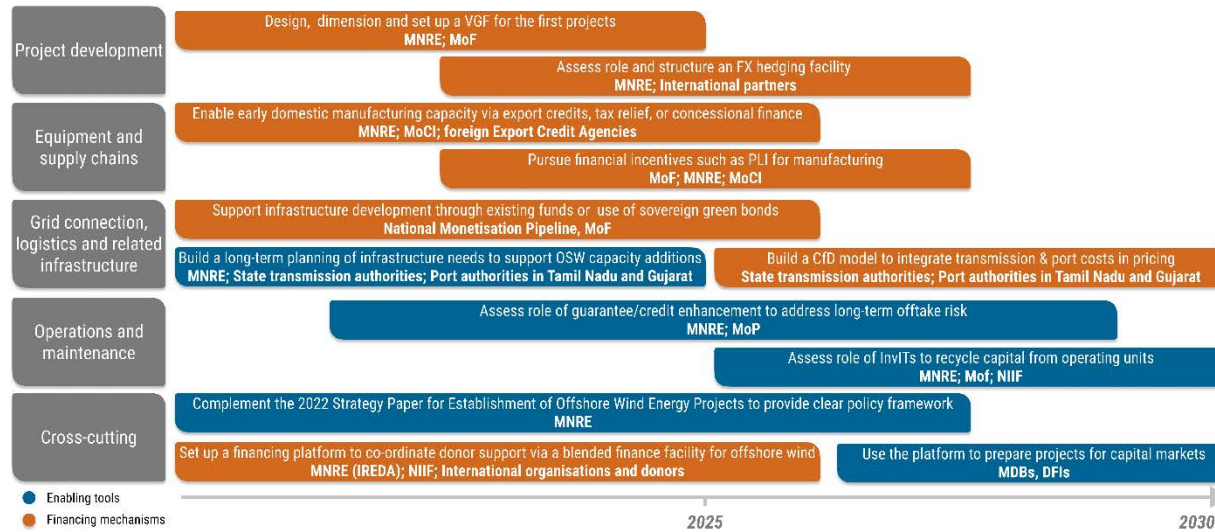 Project development
Design, dimension and set up a VGF for the first projects
MNRE; MoF
Assess role and structure an FX hedging facility
MNRE; International partners
Equipment and
supply chains
Enable early domestic manufacturing capacity via export credits, tax relief, or concessional finance
MNRE; MoCI; foreign Export Credit Agencies
Pursue financial incentives such as PLI for manufacturing
MoF; MNRE; MoCI
Grid connection,
logistics and related
infrastructure
Support infrastructure development through existing funds or use of sovereign green bonds
National Monetisation Pipeline, MoF
Build a long-term planning of infrastructure needs to support OSW capacity additions
MNRE; State transmission authorities; Port authorities in Tamil Nadu and Gujarat
Build a CfD model to integrate transmission & port costs in pricing
State transmission authorities; Port authorities in Tamil Nadu and Gujarat
Operations and
maintenance
Assess role of guarantee/credit enhancement to address long-term offtake risk
MNRE; MoP
Assess role of InvITs to recycle capital from operating units
MNRE; Mof; NIIF
Cross-cutting
Complement the 2022 Strategy Paper for Establishment of Offshore Wind Energy Projects to provide clear policy framework
MNRE
Set up a financing platform to co-ordinate donor support via a blended finance facility for offshore wind
MNRE (IREDA); NIIF; International organisations and donors
Use the platform to prepare projects for capital markets
MDBs, DFIs
Enabling tools
Financing mechanisms
2025
2030